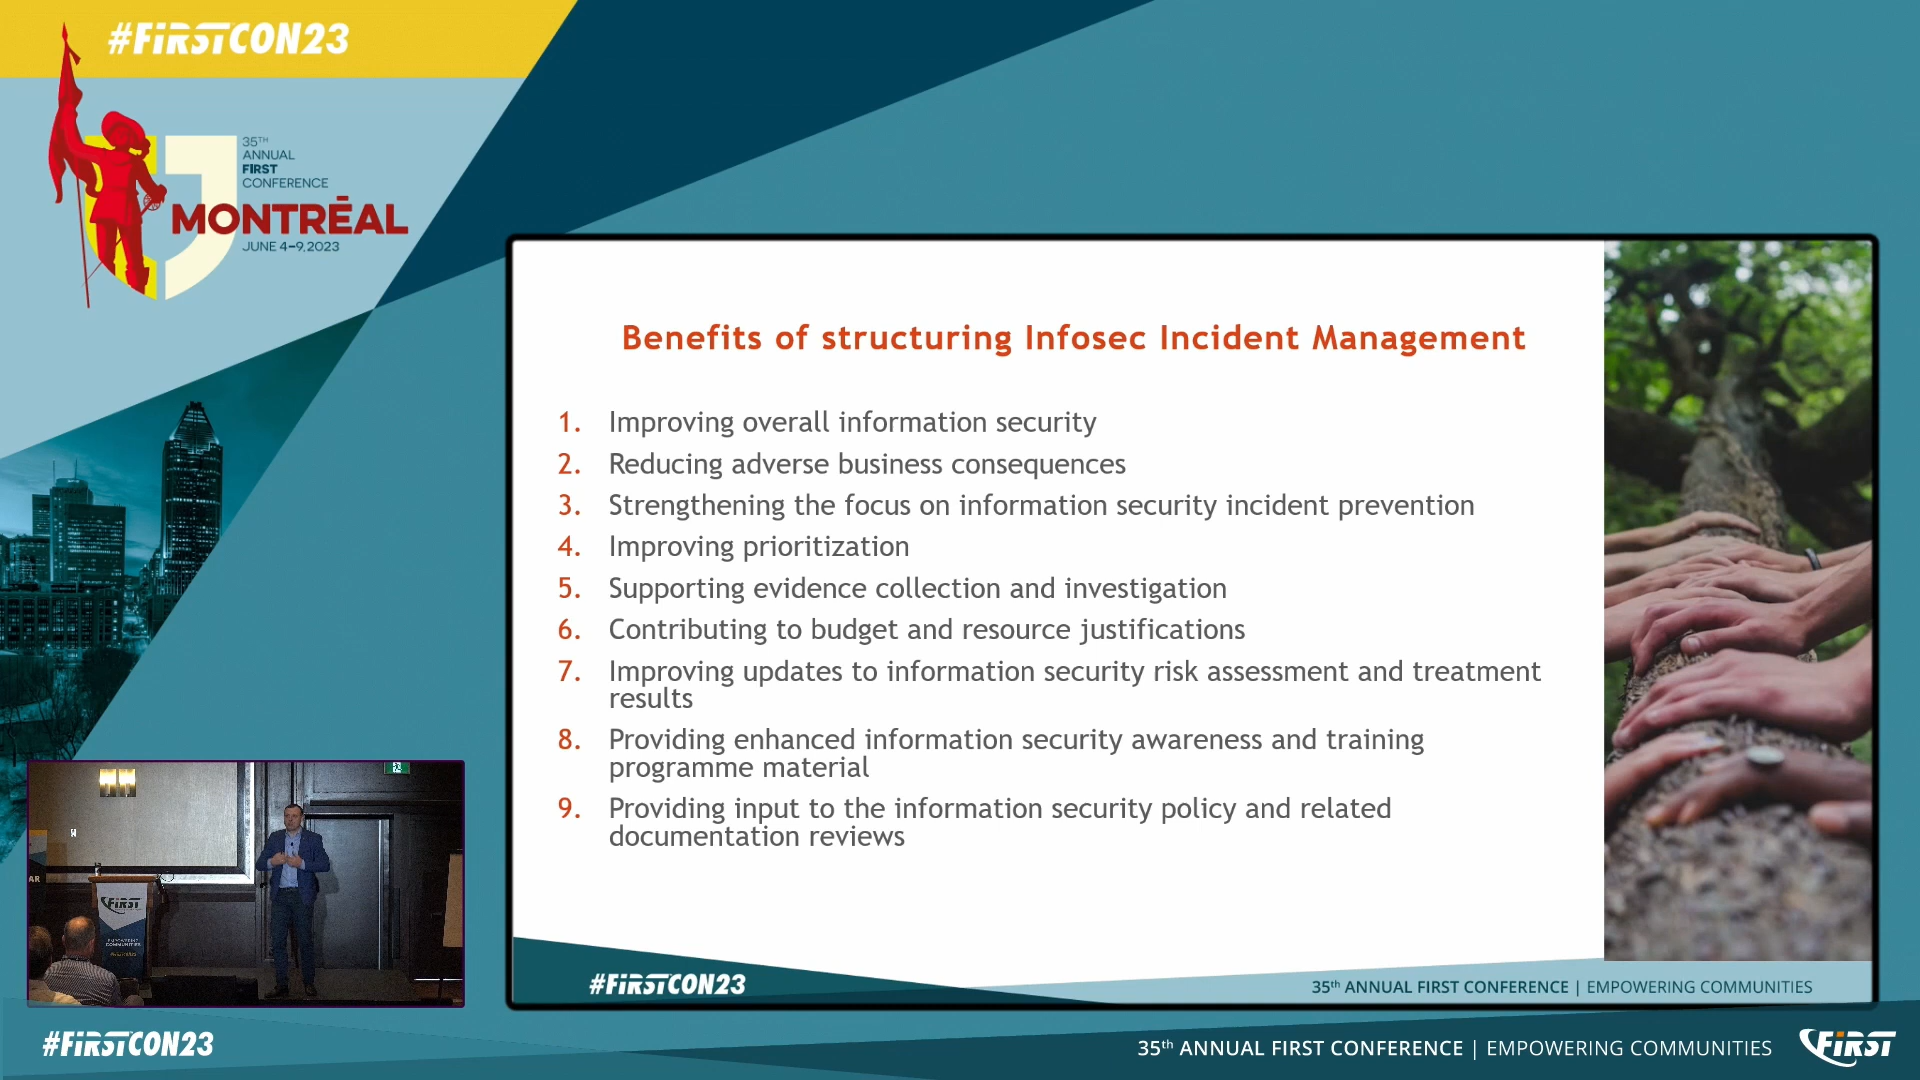 #FiRSTCON23
35TH
ANNUAL
FIRST
CONFERENCE
MONTRÉAL
JUNE 4–9, 2023
Benefits of structuring Infosec Incident Management
1. Improving overall information security
2. Reducing adverse business consequences
3. Strengthening the focus on information security incident prevention
4. Improving prioritization
5. Supporting evidence collection and investigation
6. Contributing to budget and resource justifications
7. Improving updates to information security risk assessment and treatment
results
8. Providing enhanced information security awareness and training
programme material
9. Providing input to the information security policy and related
documentation reviews
#FiRSTCON23
35th ANNUAL FIRST CONFERENCE | EMPOWERING COMMUNITIES
AR
FiRST
EMPOWERING
COMMUNITIES
#FiRSTCON23
35th ANNUAL FIRST CONFERENCE | EMPOWERING COMMUNITIES
FiRST